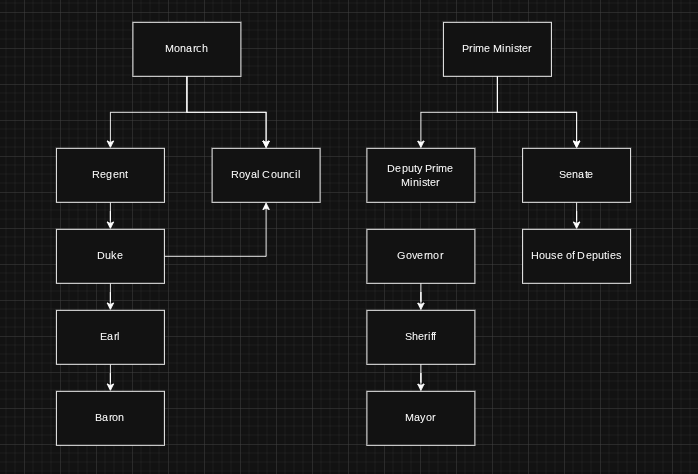 Monarch
Prime Minister
Regent
Royal Council
Deputy Prime
Minister
Senate
Duke
Governor
House of Deputies
Earl
Sheriff
Baron
Mayor